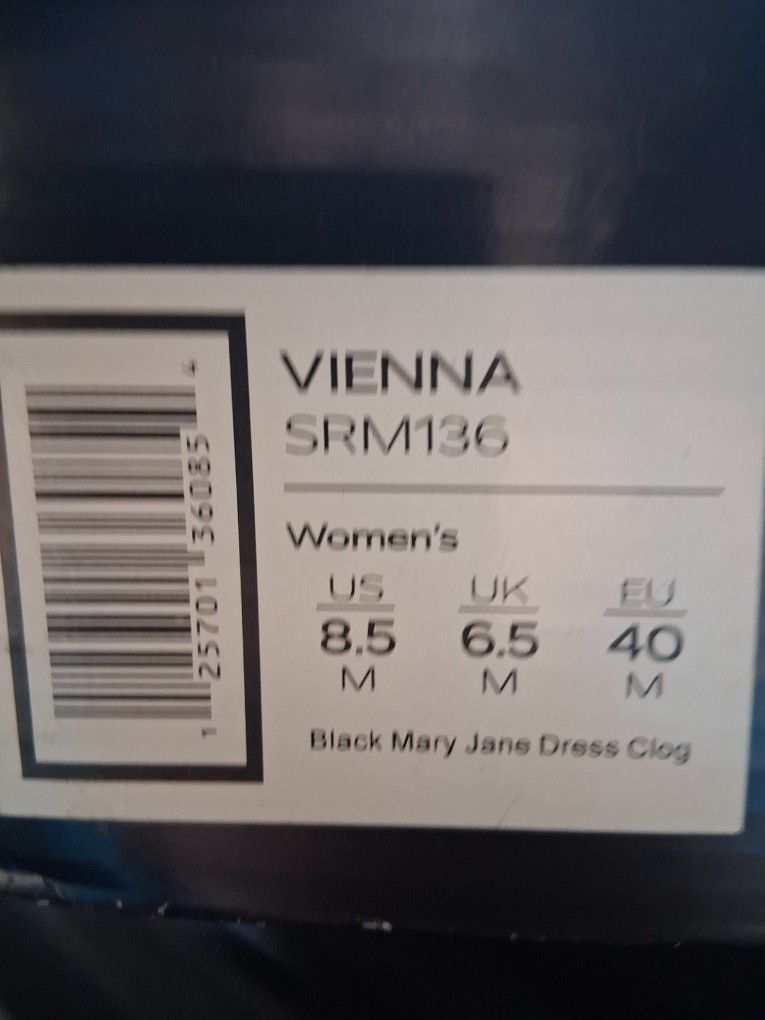 VIENNA
SRM136
Women's
US UK EU
8.5 6.5 40
M M M
Black Mary Jane Dress Clog
1 25701 36085 4